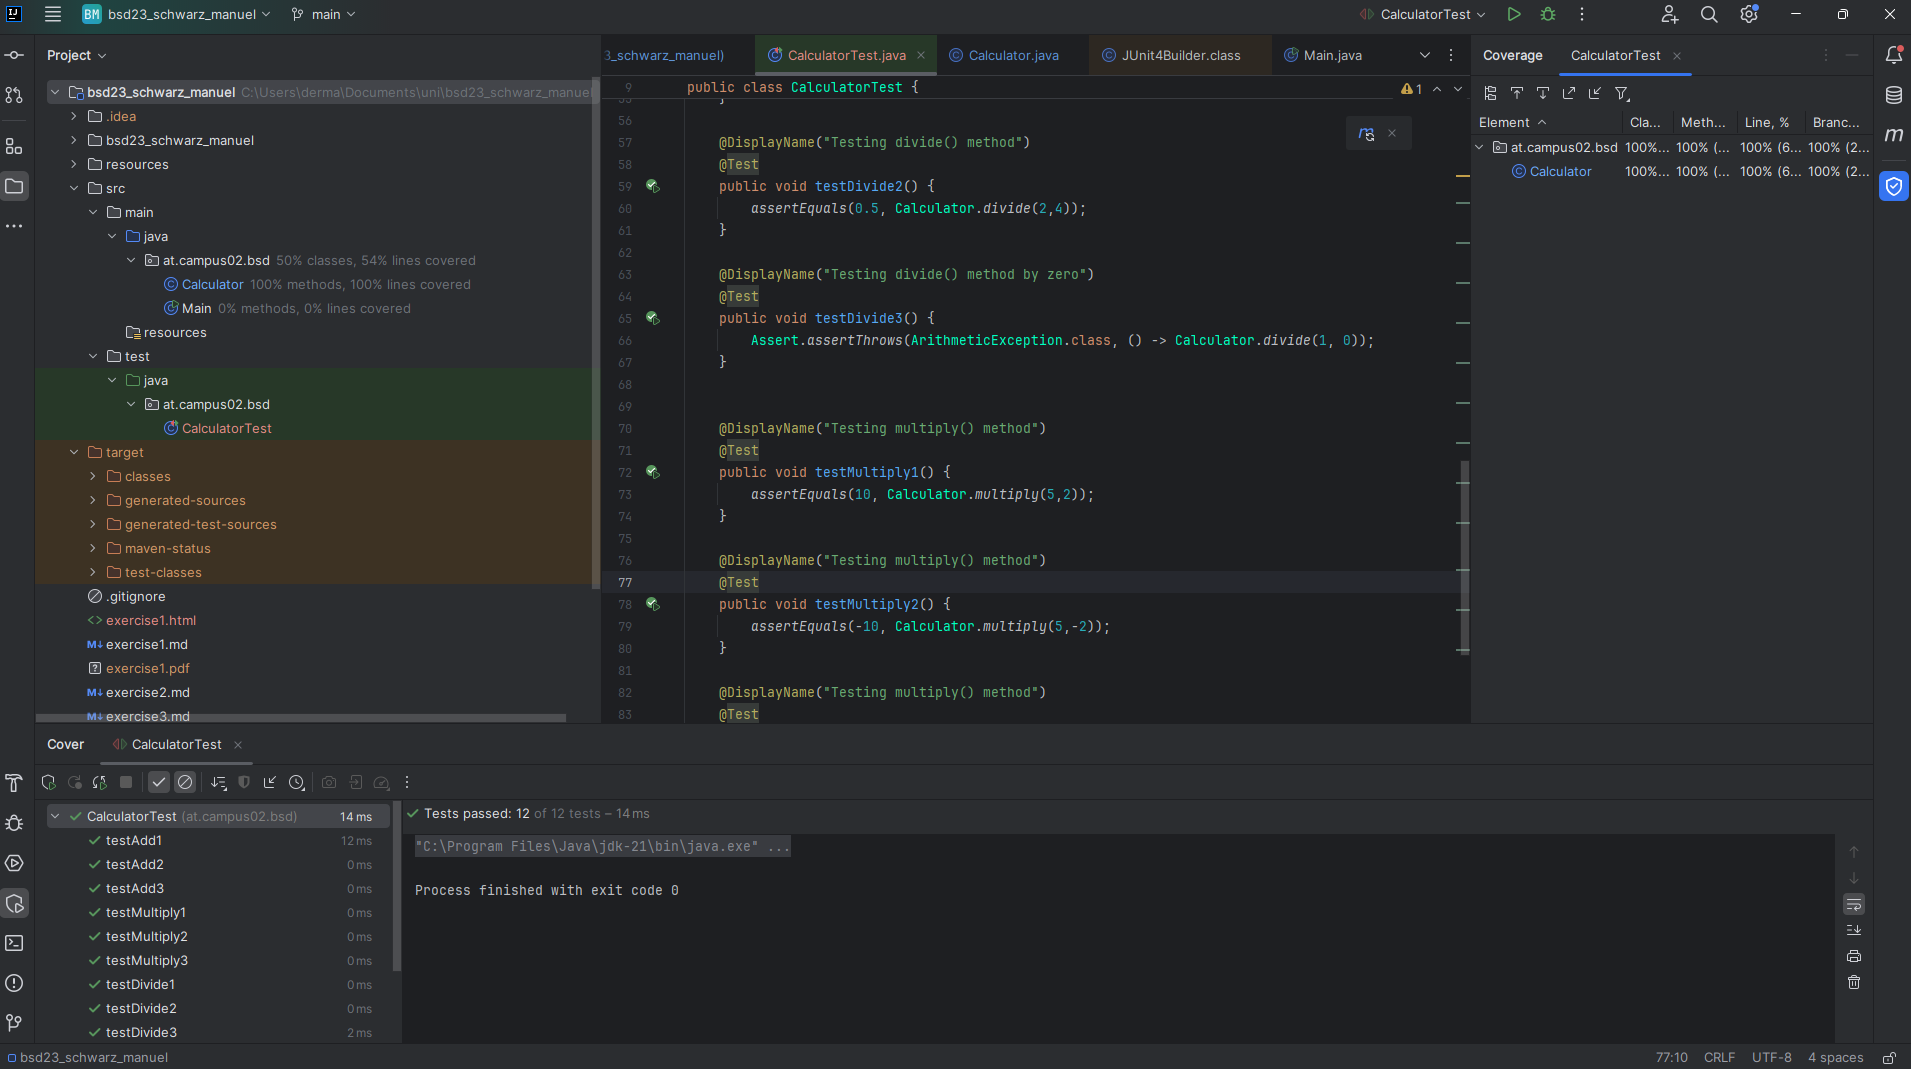 BM bsd23_schwarz_manuel main CalculatorTest
Project
bsd23_schwarz_manuel C:\Users\derma\Documents\uni\bsd23_schwarz_manue
.idea
bsd23_schwarz_manuel
resources
src
main
java
at.campus02.bsd 50% classes, 54% lines covered
Calculator 100% methods, 100% lines covered
Main 0% methods, 0% lines covered
resources
test
java
at.campus02.bsd
CalculatorTest
target
classes
generated-sources
generated-test-sources
maven-status
test-classes
.gitignore
exercise1.html
exercise1.md
exercise1.pdf
exercise2.md
exercise3.md
3_schwarz_manuel) CalculatorTest.java Calculator.java JUnit4Builder.class Main.java
9 public class CalculatorTest { 1
55 }
56
57 @DisplayName("Testing divide() method")
58 @Test
59 public void testDivide2() {
60 assertEquals(0.5, Calculator.divide(2,4));
61 }
62
63 @DisplayName("Testing divide() method by zero")
64 @Test
65 public void testDivide3() {
66 Assert.assertThrows(ArithmeticException.class, () -> Calculator.divide(1, 0));
67 }
68
69
70 @DisplayName("Testing multiply() method")
71 @Test
72 public void testMultiply1() {
73 assertEquals(10, Calculator.multiply(5,2));
74 }
75
76 @DisplayName("Testing multiply() method")
77 @Test
78 public void testMultiply2() {
79 assertEquals(-10, Calculator.multiply(5,-2));
80 }
81
82 @DisplayName("Testing multiply() method")
83 @Test
Coverage CalculatorTest
Element Cla... Meth... Line, % Branc...
at.campus02.bsd 100%... 100% (... 100% (6... 100% (2...
Calculator 100%... 100% (... 100% (6... 100% (2...
Cover CalculatorTest
CalculatorTest (at.campus02.bsd) 14 ms
testAdd1 12 ms
testAdd2 0 ms
testAdd3 0 ms
testMultiply1 0 ms
testMultiply2 0 ms
testMultiply3 0 ms
testDivide1 0 ms
testDivide2 0 ms
testDivide3 2 ms
Tests passed: 12 of 12 tests – 14 ms
"C:\Program Files\Java\jdk-21\bin\java.exe" ...
Process finished with exit code 0
bsd23_schwarz_manuel 77:10 CRLF UTF-8 4 spaces